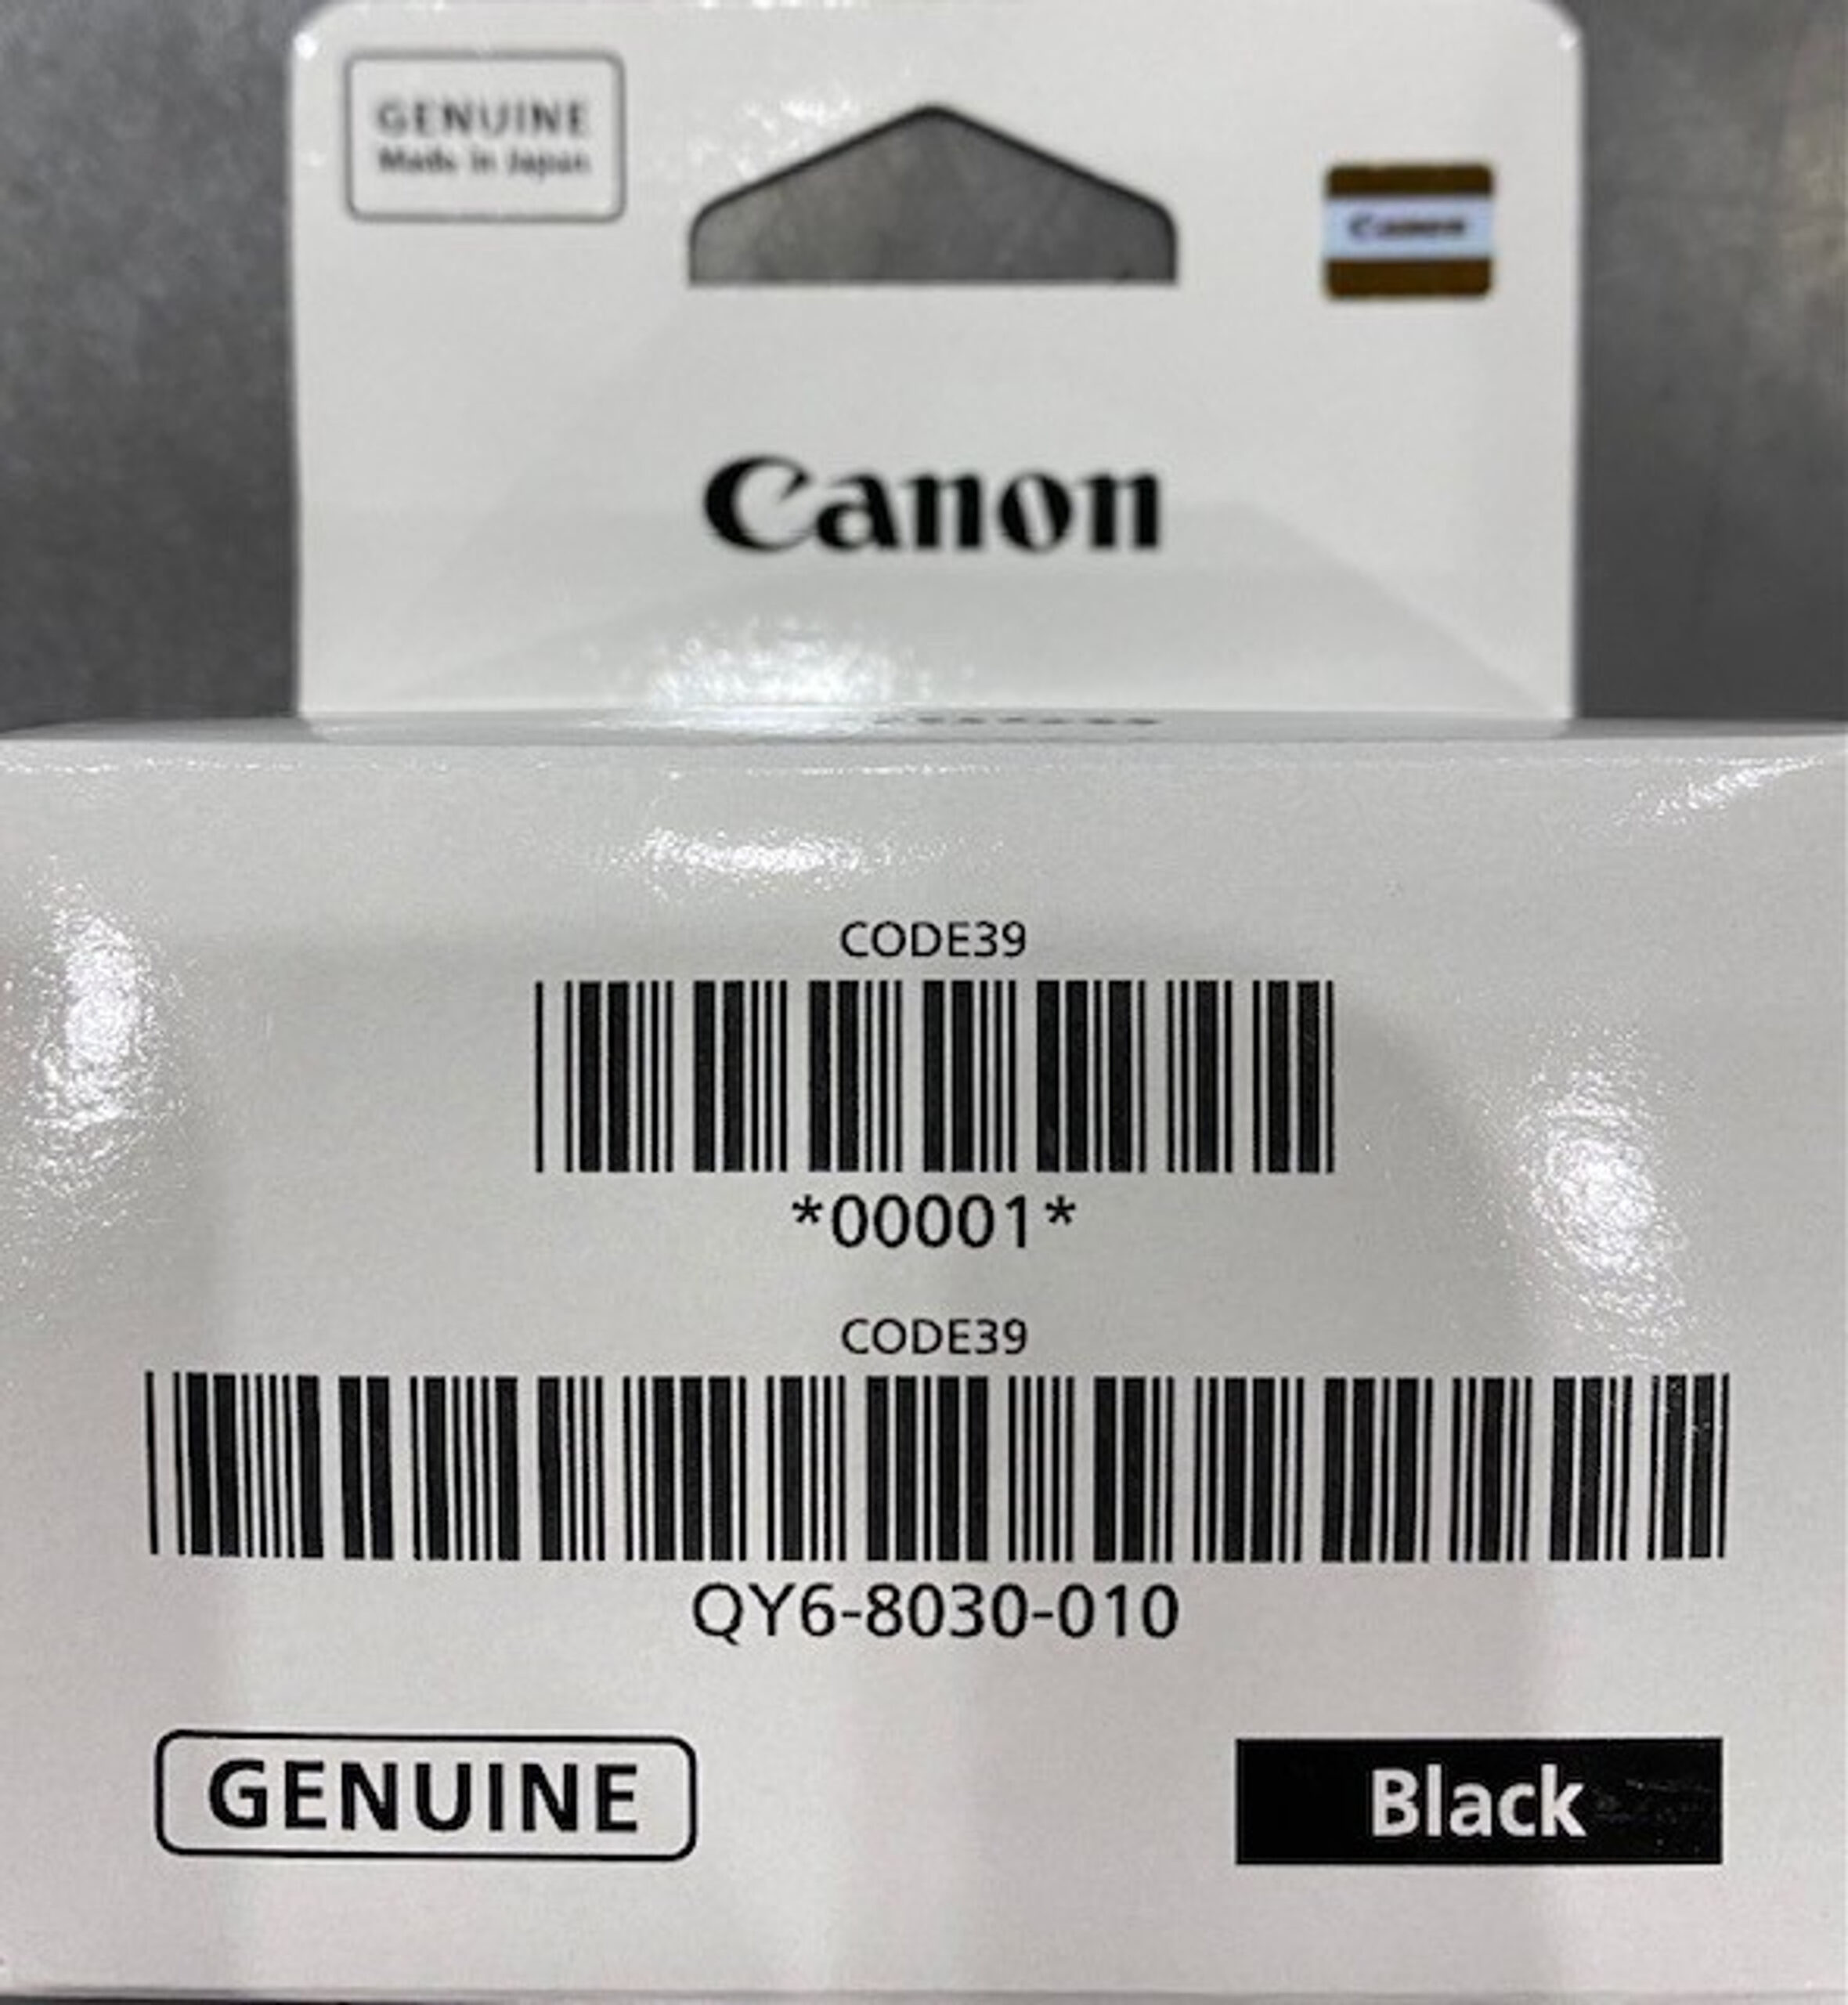 GENUINE
Made in Japan
Canon
Canon
CODE39
*00001*
CODE39
QY6-8030-010
GENUINE
Black